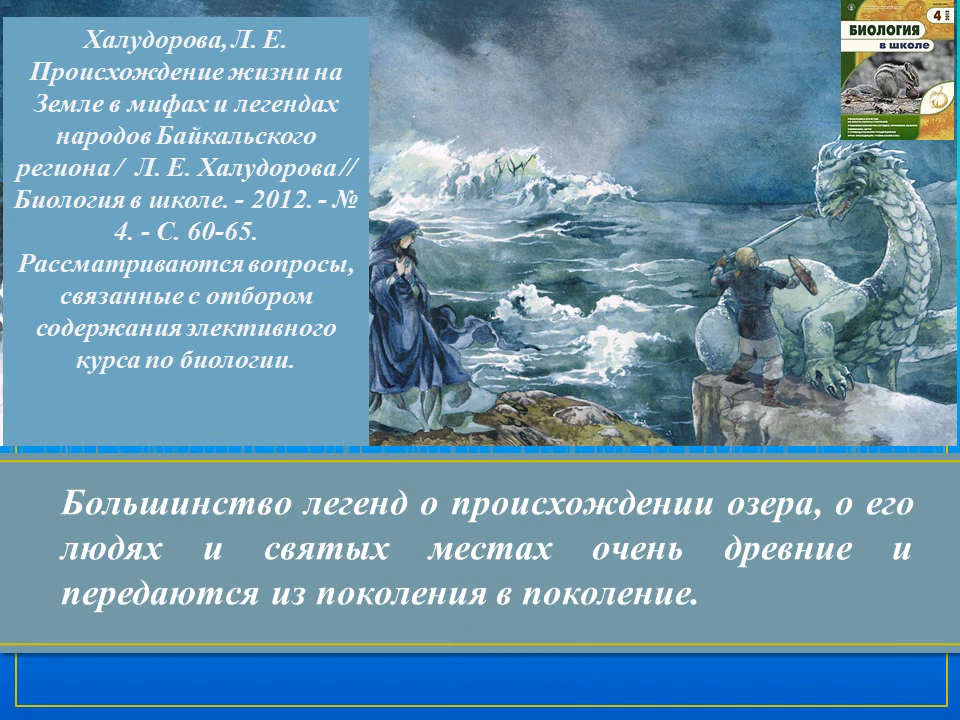 Халудорова, Л. Е.
Происхождение жизни на
Земле в мифах и легендах
народов Байкальского
региона / Л. Е. Халудорова //
Биология в школе. - 2012. - №
4. - С. 60-65.
Рассматриваются вопросы,
связанные с отбором
содержания элективного
курса по биологии.
4 2012
БИОЛОГИЯ
в школе
Большинство легенд о происхождении озера, о его
людях и святых местах очень древние и
передаются из поколения в поколение.